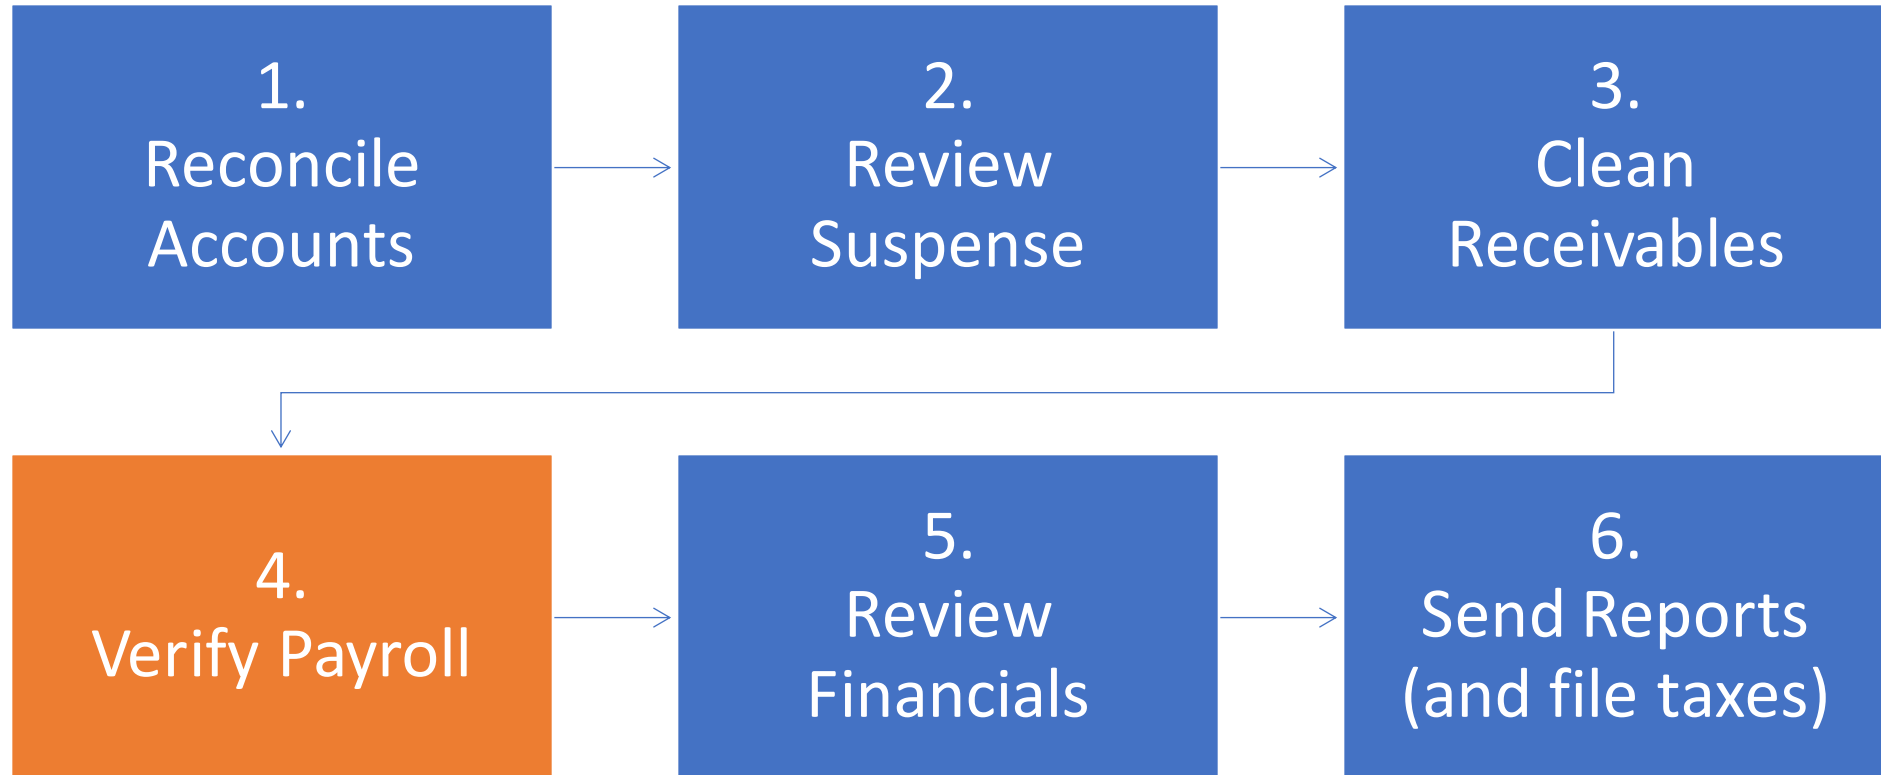 1.
Reconcile
Accounts
2.
Review
Suspense
3.
Clean
Receivables
4.
Verify Payroll
5.
Review
Financials
6.
Send Reports
(and file taxes)